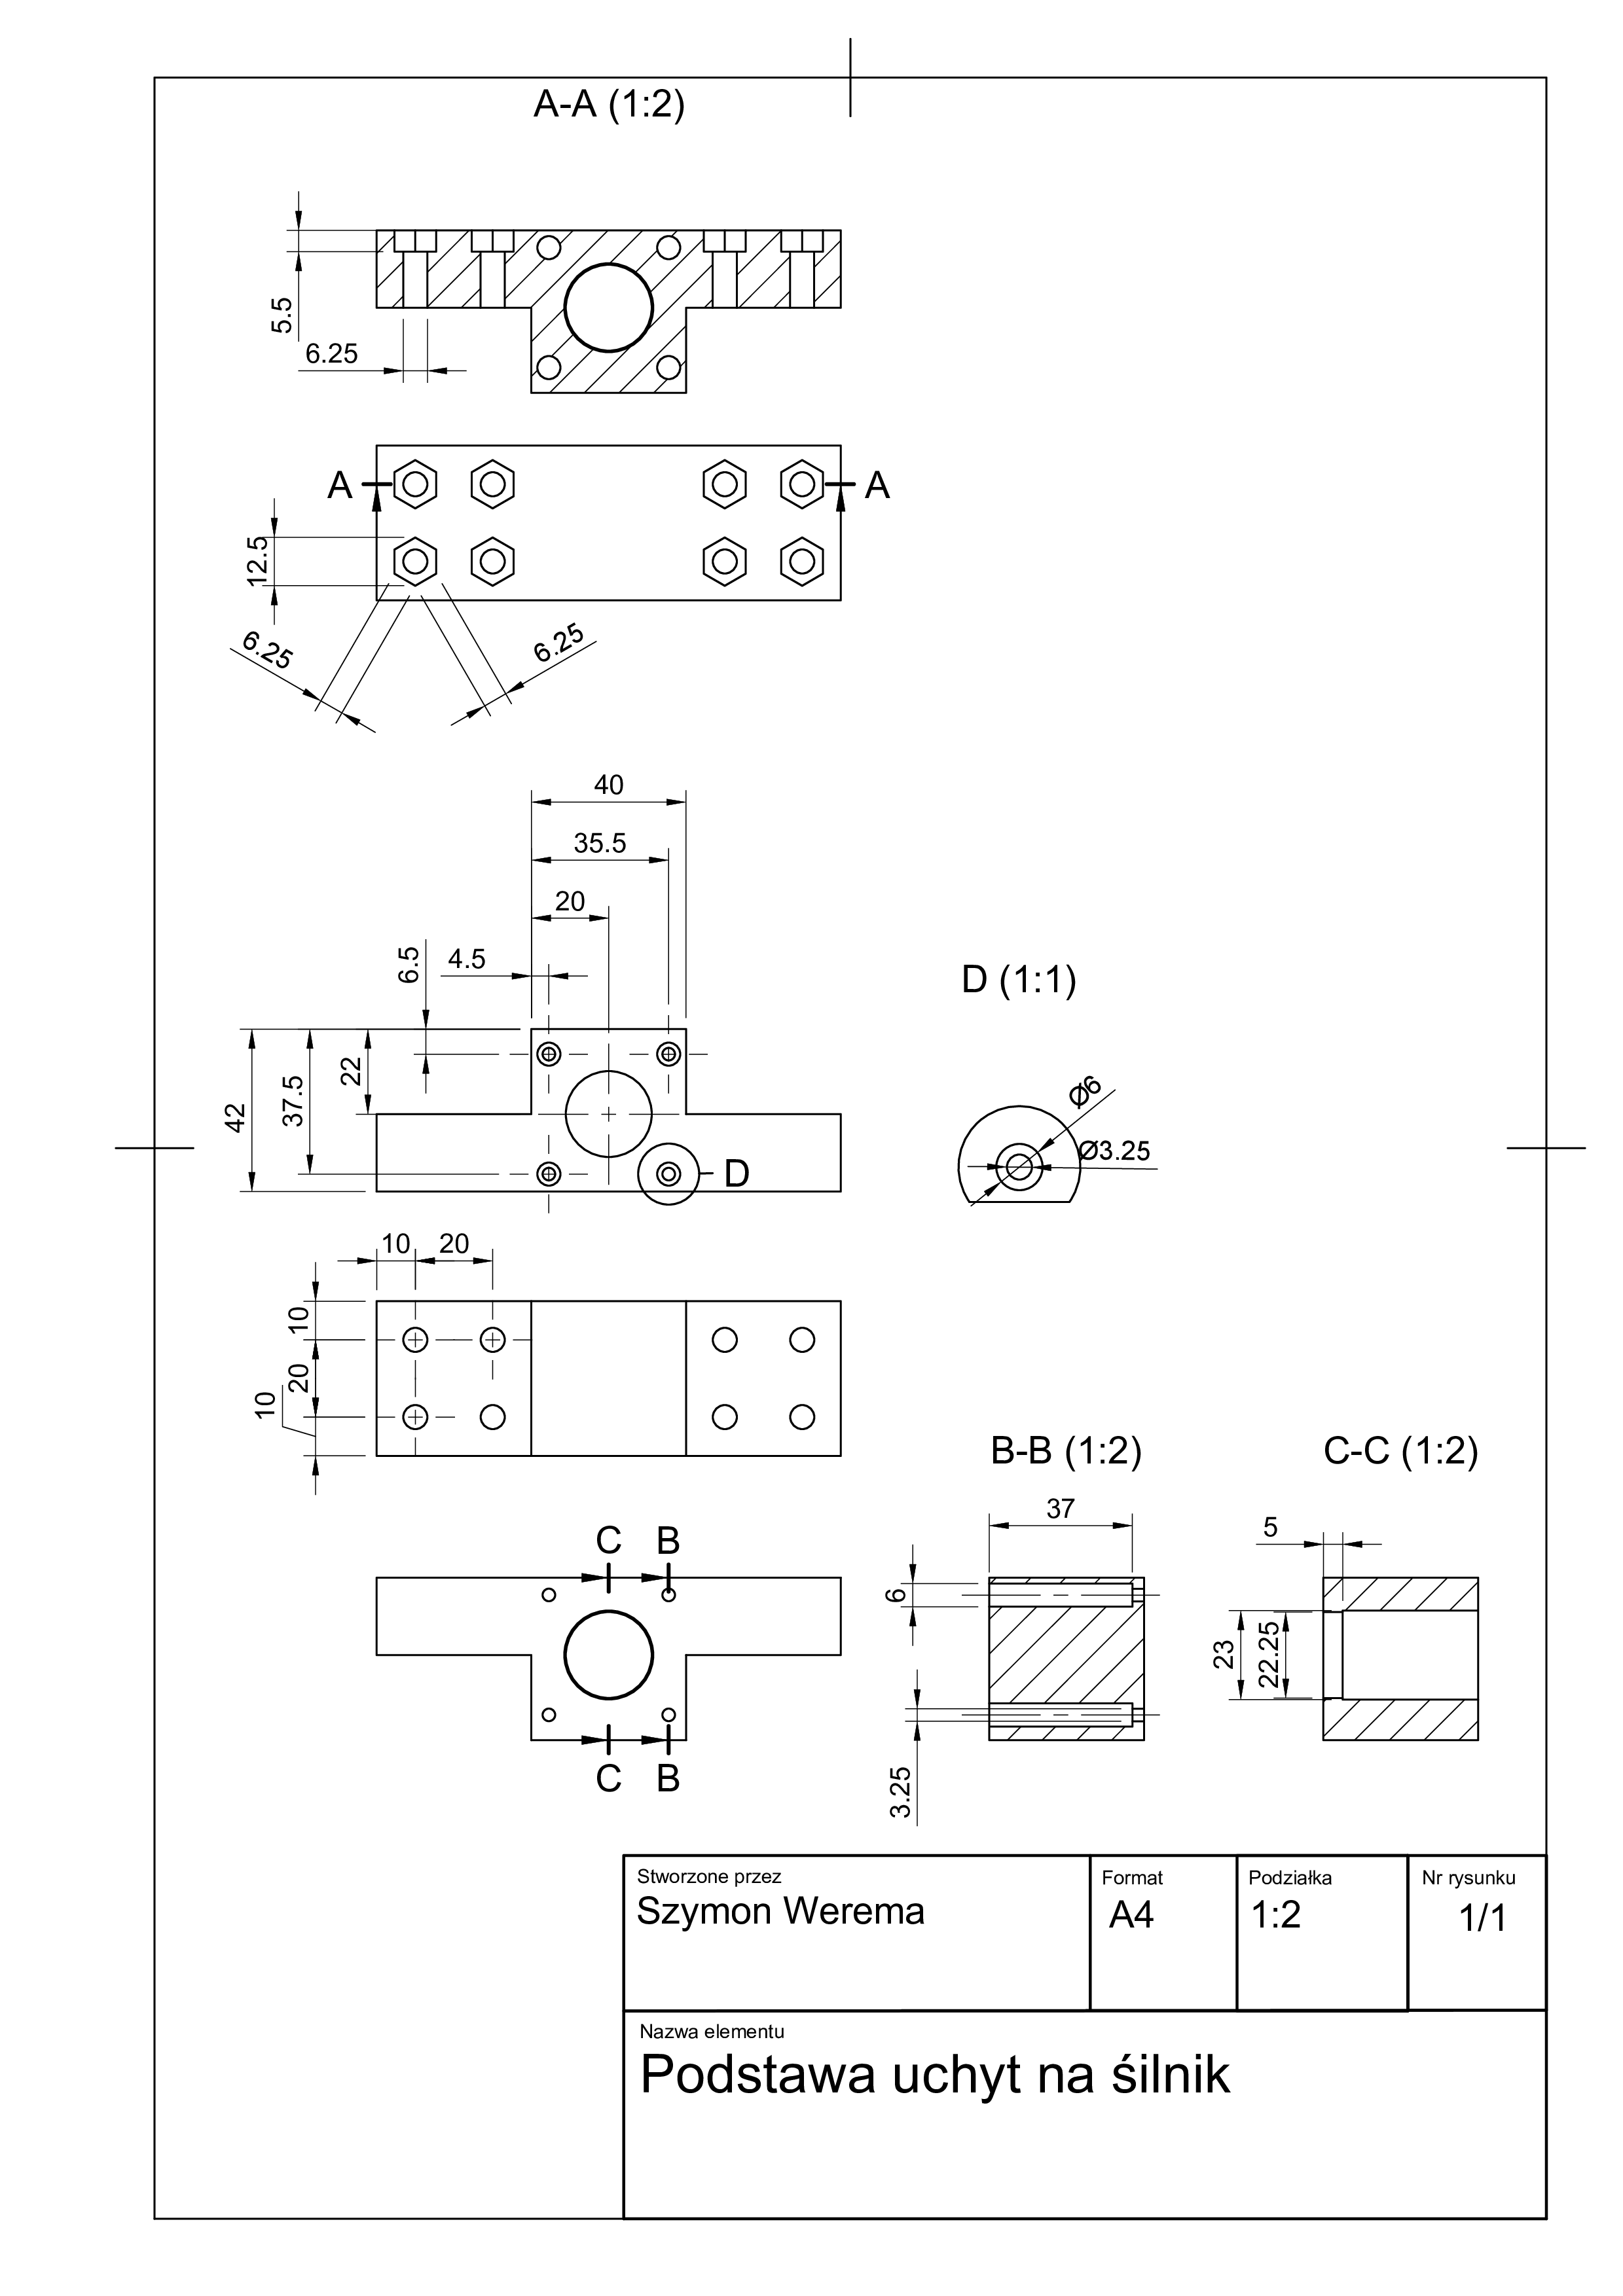 A-A (1:2)
5.5
6.25
A
A
12.5
6.25
6.25
40
35.5
20
6.5
4.5
D (1:1)
22
37.5
42
D
Ø6
Ø3.25
10
20
10
20
10
B-B (1:2)
C-C (1:2)
37
5
C
B
6
23
22.25
3.25
C
B
Stworzone przez
Szymon Werema
Format
A4
Podziałka
1:2
Nr rysunku
1/1
Nazwa elementu
Podstawa uchyt na śilnik